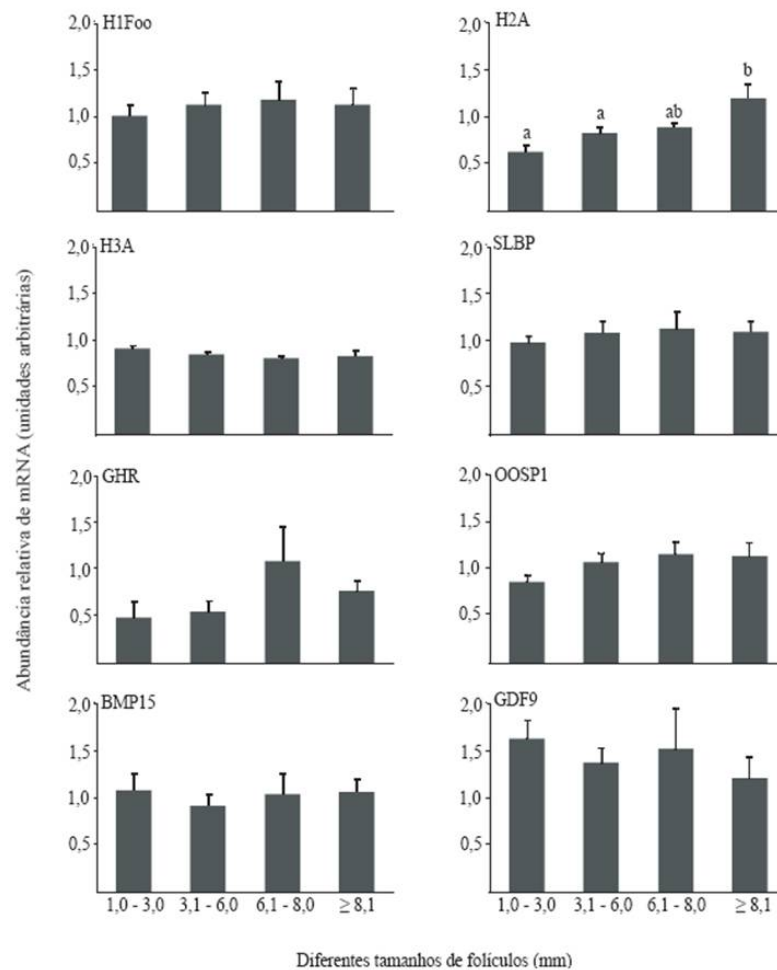 H1Foo
2,0
1,5
1,0
0,5
H2A
2,0
1,5
1,0
0,5
a
a
ab
b
H3A
2,0
1,5
1,0
0,5
SLBP
2,0
1,5
1,0
0,5
GHR
2,0
1,5
1,0
0,5
OOSP1
2,0
1,5
1,0
0,5
BMP15
2,0
1,5
1,0
0,5
GDF9
2,0
1,5
1,0
0,5
1,0 - 3,0 3,1 - 6,0 6,1 - 8,0 ≥ 8,1
1,0 - 3,0 3,1 - 6,0 6,1 - 8,0 ≥ 8,1
Abundância relativa de mRNA (unidades arbitrárias)
Diferentes tamanhos de folículos (mm)